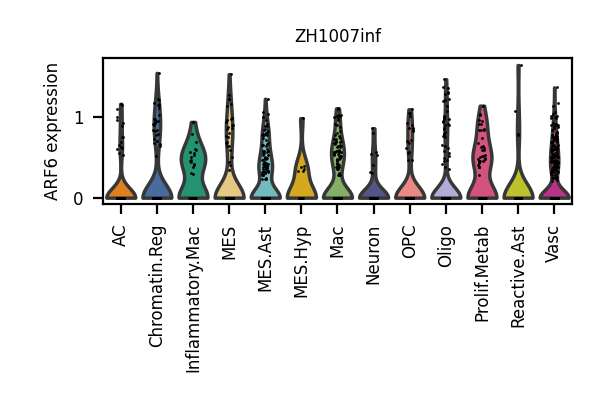 ZH1007inf
ARF6 expression
1
0
AC
Chromatin.Reg
Inflammatory.Mac
MES
MES.Ast
MES.Hyp
Mac
Neuron
OPC
Oligo
Prolif.Metab
Reactive.Ast
Vasc